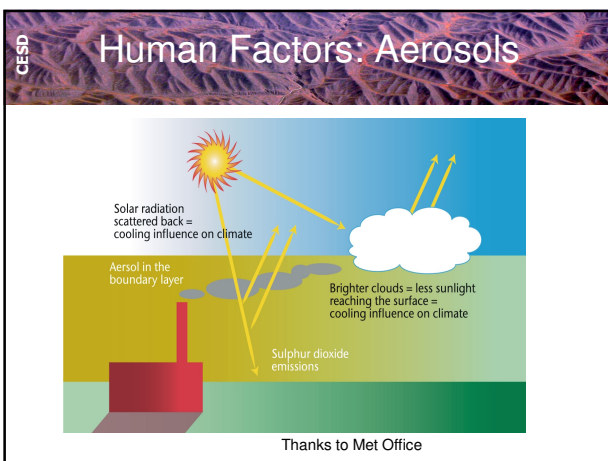 CESD
Human Factors: Aerosols
Solar radiation
scattered back =
cooling influence on climate
Aersol in the
boundary layer
Brighter clouds = less sunlight
reaching the surface =
cooling influence on climate
Sulphur dioxide
emissions
Thanks to Met Office